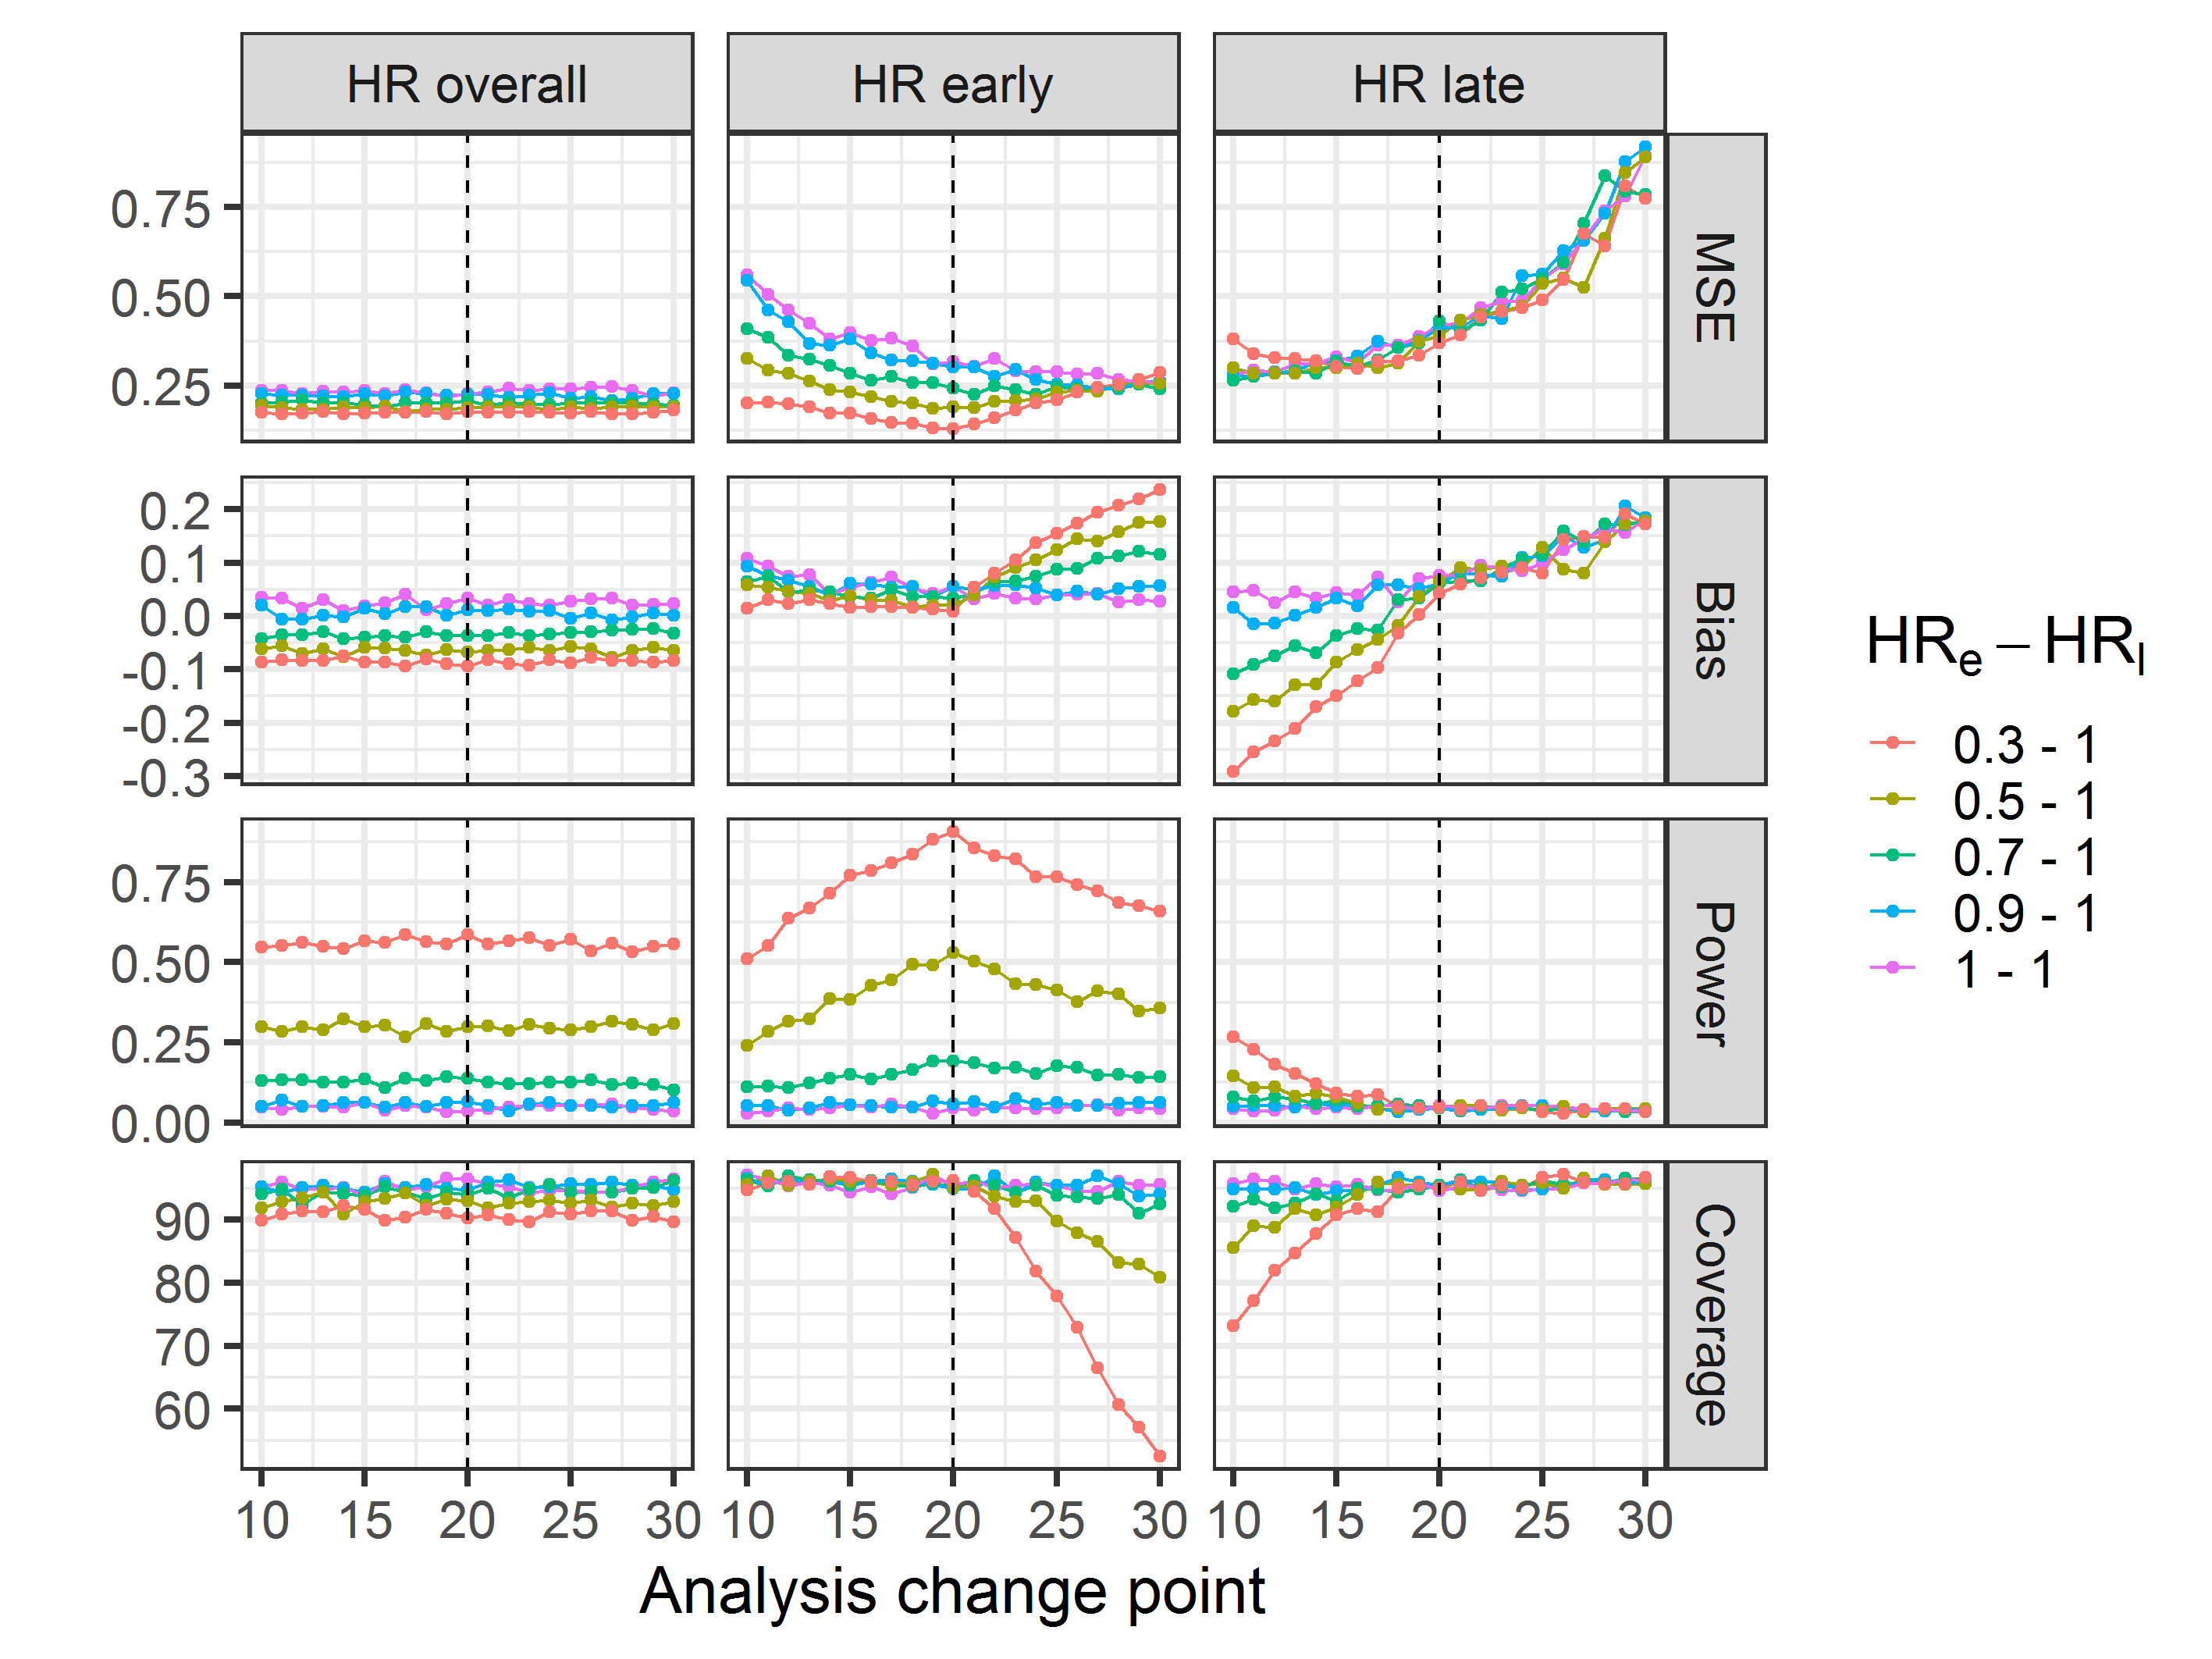 HR overall HR early HR late
0.75
0.50
0.25
MSE
0.2
0.1
0.0
-0.1
-0.2
-0.3
Bias
0.75
0.50
0.25
0.00
Power
90
80
70
60
Coverage
10 15 20 25 30 10 15 20 25 30 10 15 20 25 30
Analysis change point
HRe – HRl
0.3 - 1
0.5 - 1
0.7 - 1
0.9 - 1
1 - 1